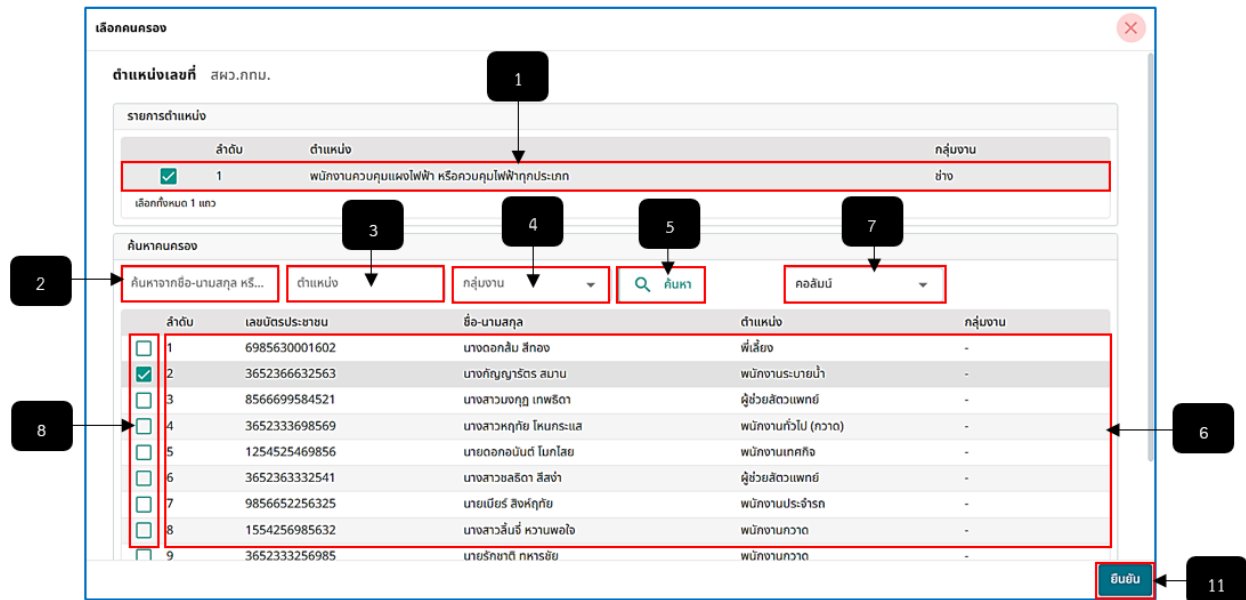 เลือกคนครอง
ตำแหน่งเลขที่ สผว.กทม.
1
รายการตำแหน่ง
ลำดับ ตำแหน่ง กลุ่มงาน
1 พนักงานควบคุมแผงไฟฟ้า หรือควบคุมไฟฟ้าทุกประเภท ช่าง
เลือกทั้งหมด 1 แถว
3 4 5 7
ค้นหาคนครอง
2 ค้นหาจากชื่อ-นามสกุล หรื... ตำแหน่ง กลุ่มงาน ค้นหา คอลัมน์
ลำดับ เลขบัตรประชาชน ชื่อ-นามสกุล ตำแหน่ง กลุ่มงาน
1 6985630001602 นางดอกส้ม สีทอง พี่เลี้ยง -
2 3652366632563 นางกัญญารัตร สมาน พนักงานระบายน้ำ -
3 8566699584521 นางสาวมงกุฎ เทพธิดา ผู้ช่วยสัตวแพทย์ -
8 4 3652333698569 นางสาวหฤทัย โหนกระแส พนักงานทั่วไป (กวาด) - 6
5 1254525469856 นายดอกอนันต์ โมกไสย พนักงานเทศกิจ -
6 3652363332541 นางสาวชลธิดา ลีสง่า ผู้ช่วยสัตวแพทย์ -
7 9856652256325 นายเบียร์ สิงห์ฤทัย พนักงานประจำรถ -
8 1554256985632 นางสาวลิ้นจี่ หวานพอใจ พนักงานกวาด -
9 3652333256985 นายรักชาติ ทหารชัย พนักงานกวาด -
ยืนยัน 11